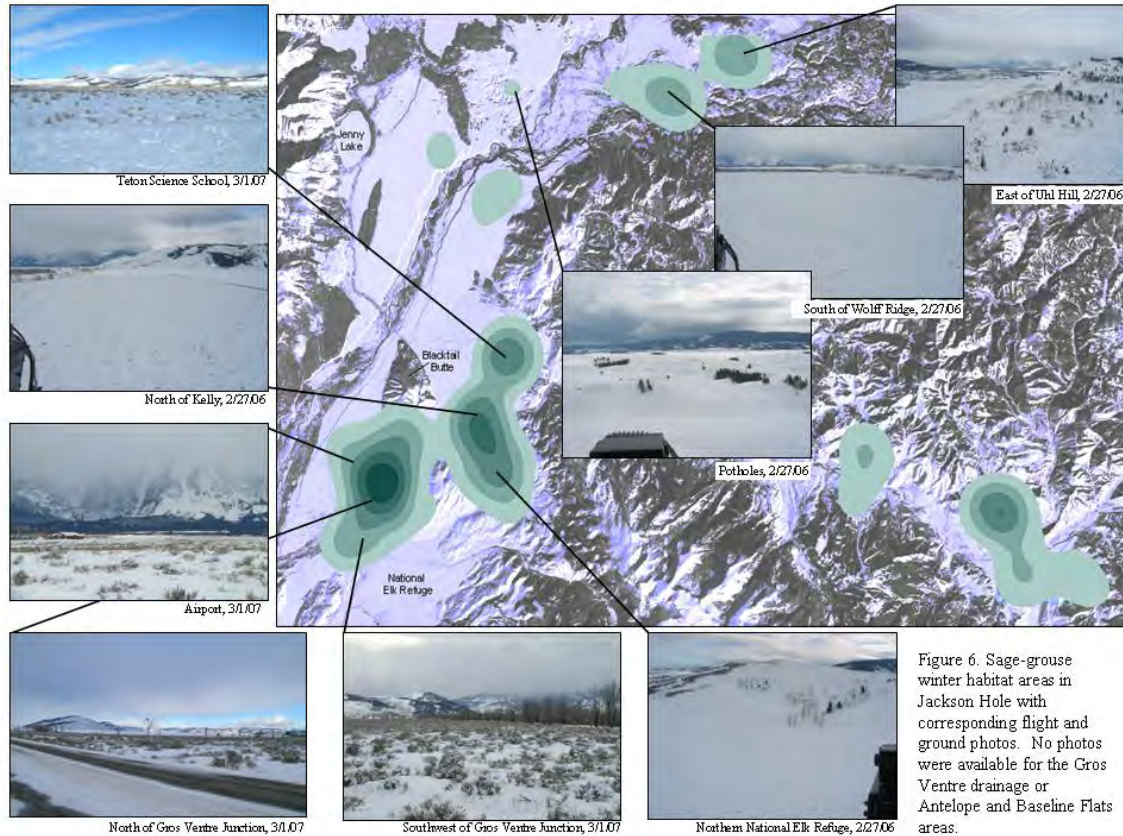 Jenny
Lake
Teton Science School, 3/1/07
East of Uhl Hill, 2/27/06
South of Wolff Ridge, 2/27/06
Blacktail
Butte
North of Kelly, 2/27/06
Potholes, 2/27/06
National
Elk Refuge
Airport, 3/1/07
North of Gros Ventre Junction, 3/1/07
Southwest of Gros Ventre Junction, 3/1/07
Northern National Elk Refuge, 2/27/06
Figure 6. Sage-grouse
winter habitat areas in
Jackson Hole with
corresponding flight and
ground photos. No photos
were available for the Gros
Ventre drainage or
Antelope and Baseline Flats
areas.